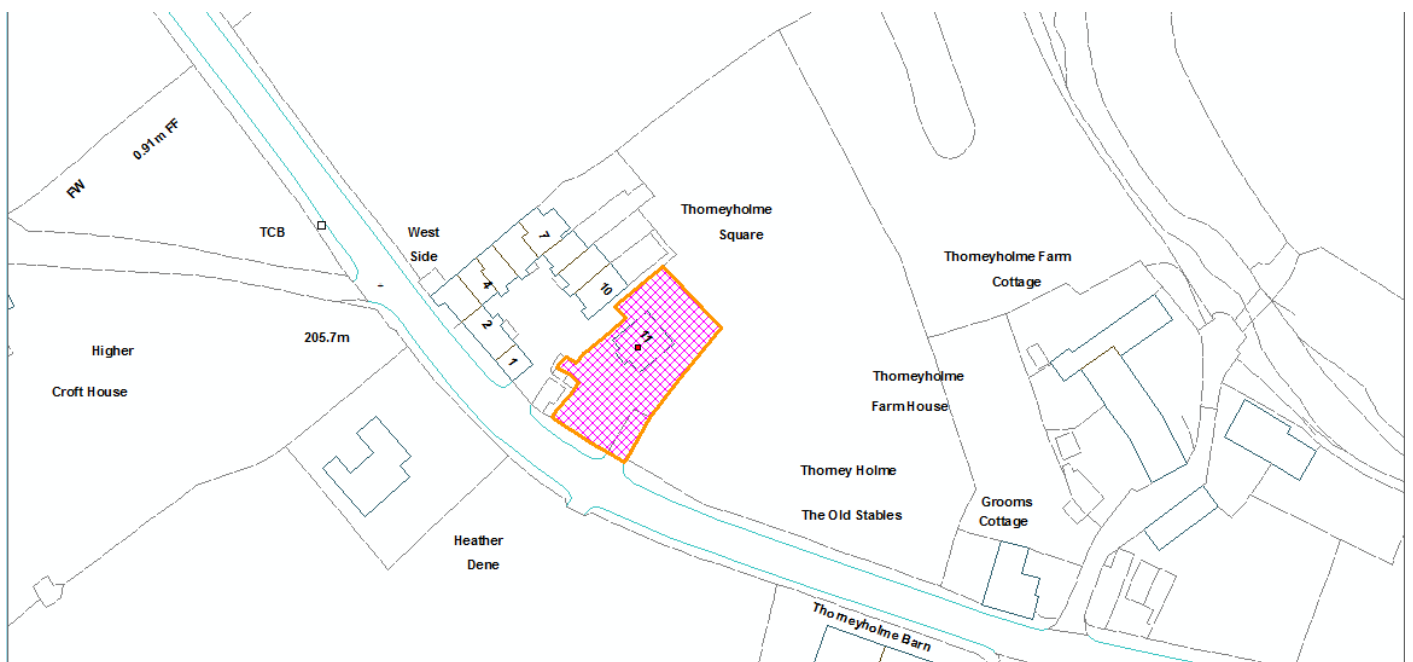 0.91m FF
FW
TCB
West
Side
Thorneyholme
Square
7
4
2
1
10
11
205.7m
Higher
Croft House
Thorneyholme Farm
Cottage
Thorneyholme
Farm House
Thorney Holme
The Old Stables
Grooms
Cottage
Heather
Dene
Thorneyholme Barn